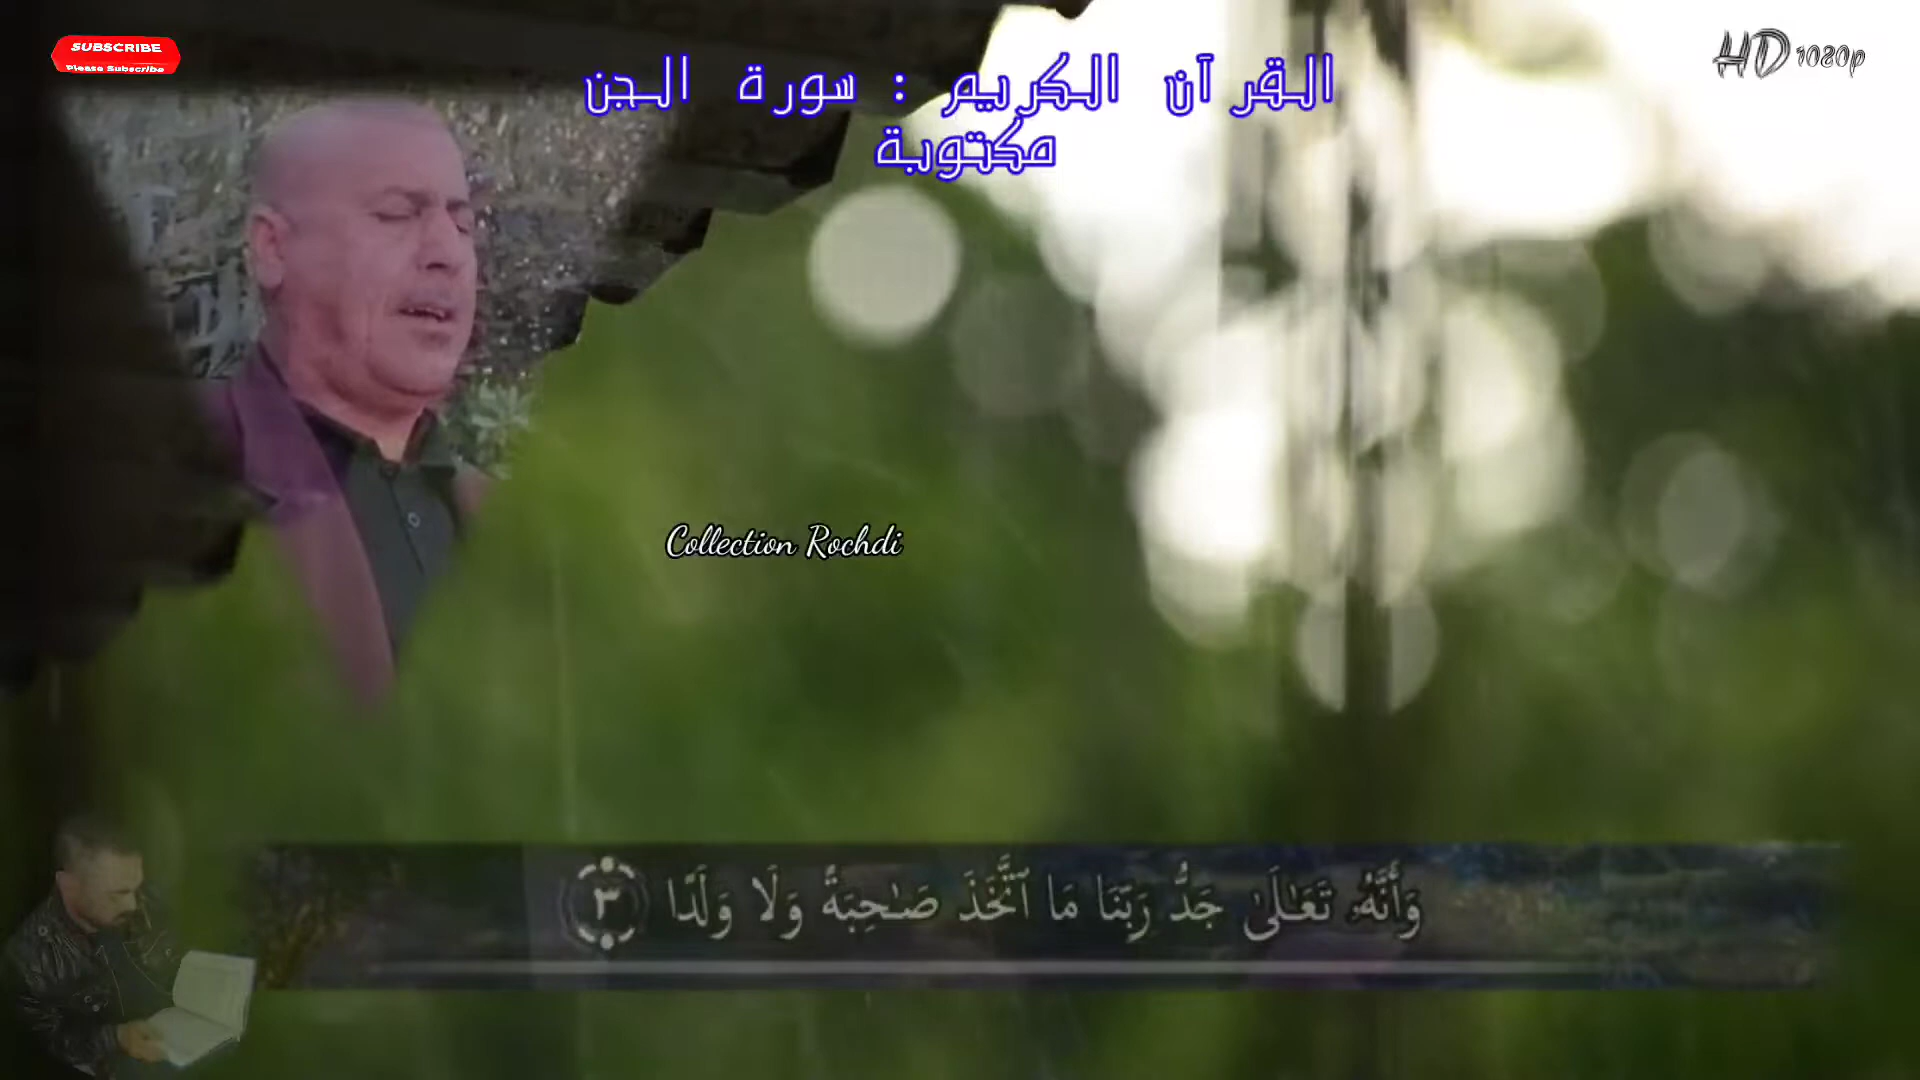 SUBSCRIBE
Please Subscribe
HD 1080p
القرآن الكريم : سورة الجن
مكتوبة
Collection Rochdi
وَأَنَّهُۥ تَعَـٰلَىٰ جَدُّ رَبِّنَا مَا ٱتَّخَذَ صَـٰحِبَةً وَلَا وَلَدًا ٣